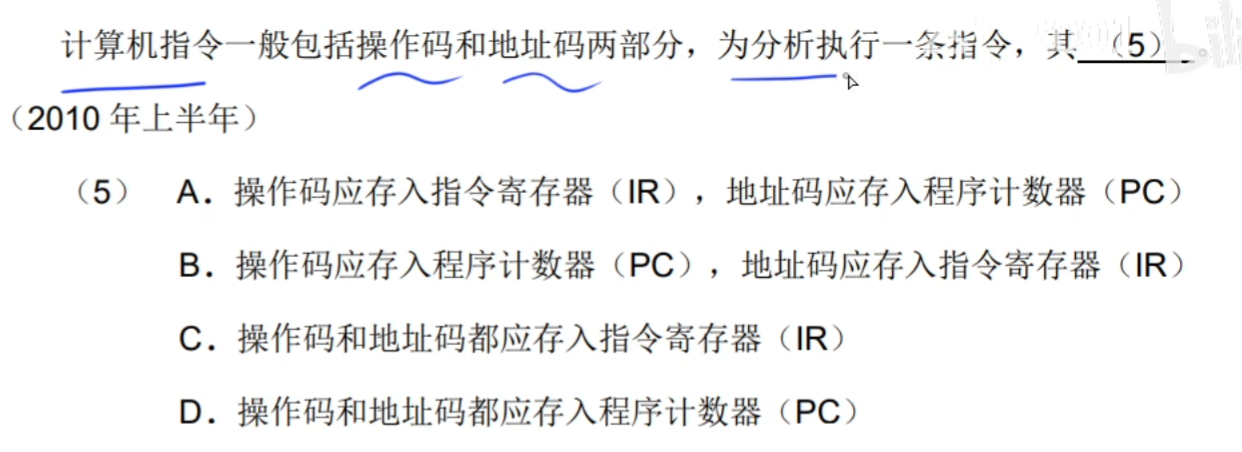 计算机指令一般包括操作码和地址码两部分，为分析执行一条指令，其（5）。
（2010 年上半年）
（5） A．操作码应存入指令寄存器（IR），地址码应存入程序计数器（PC）
B．操作码应存入程序计数器（PC），地址码应存入指令寄存器（IR）
C．操作码和地址码都应存入指令寄存器（IR）
D．操作码和地址码都应存入程序计数器（PC）